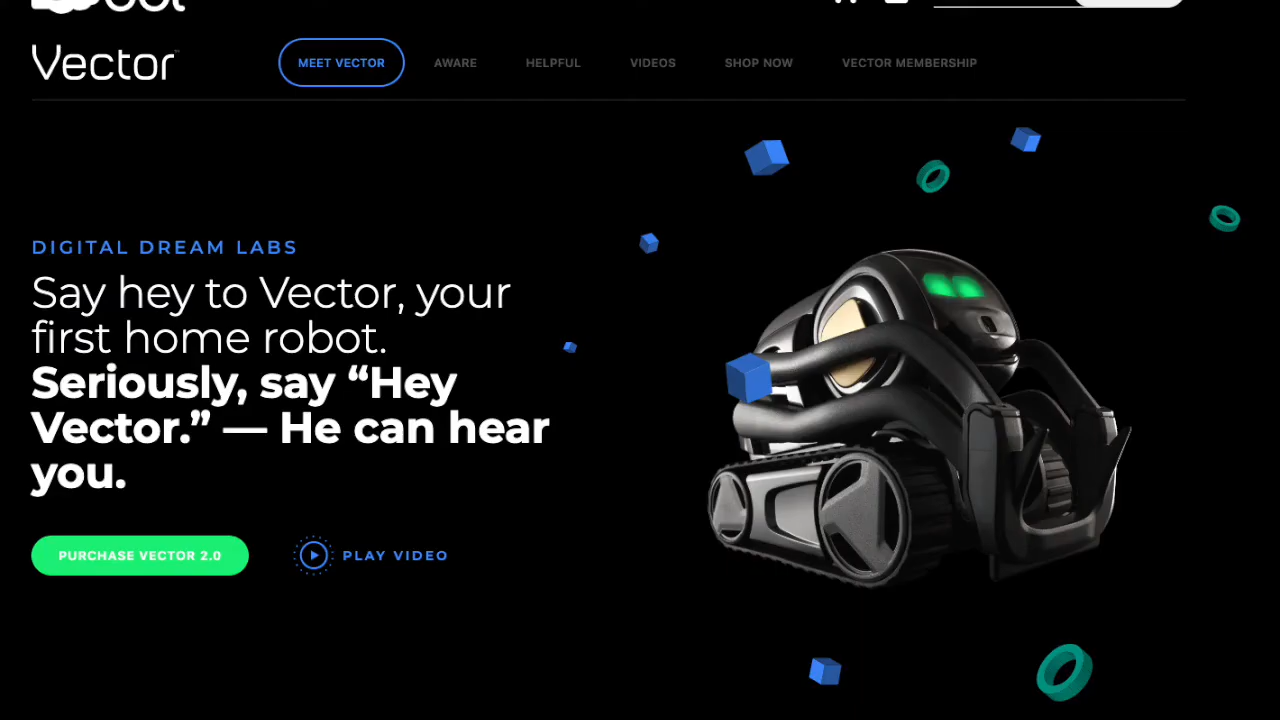 Vector™
MEET VECTOR
AWARE
HELPFUL
VIDEOS
SHOP NOW
VECTOR MEMBERSHIP
DIGITAL DREAM LABS
Say hey to Vector, your
first home robot.
Seriously, say “Hey
Vector.” — He can hear
you.
PURCHASE VECTOR 2.0
PLAY VIDEO